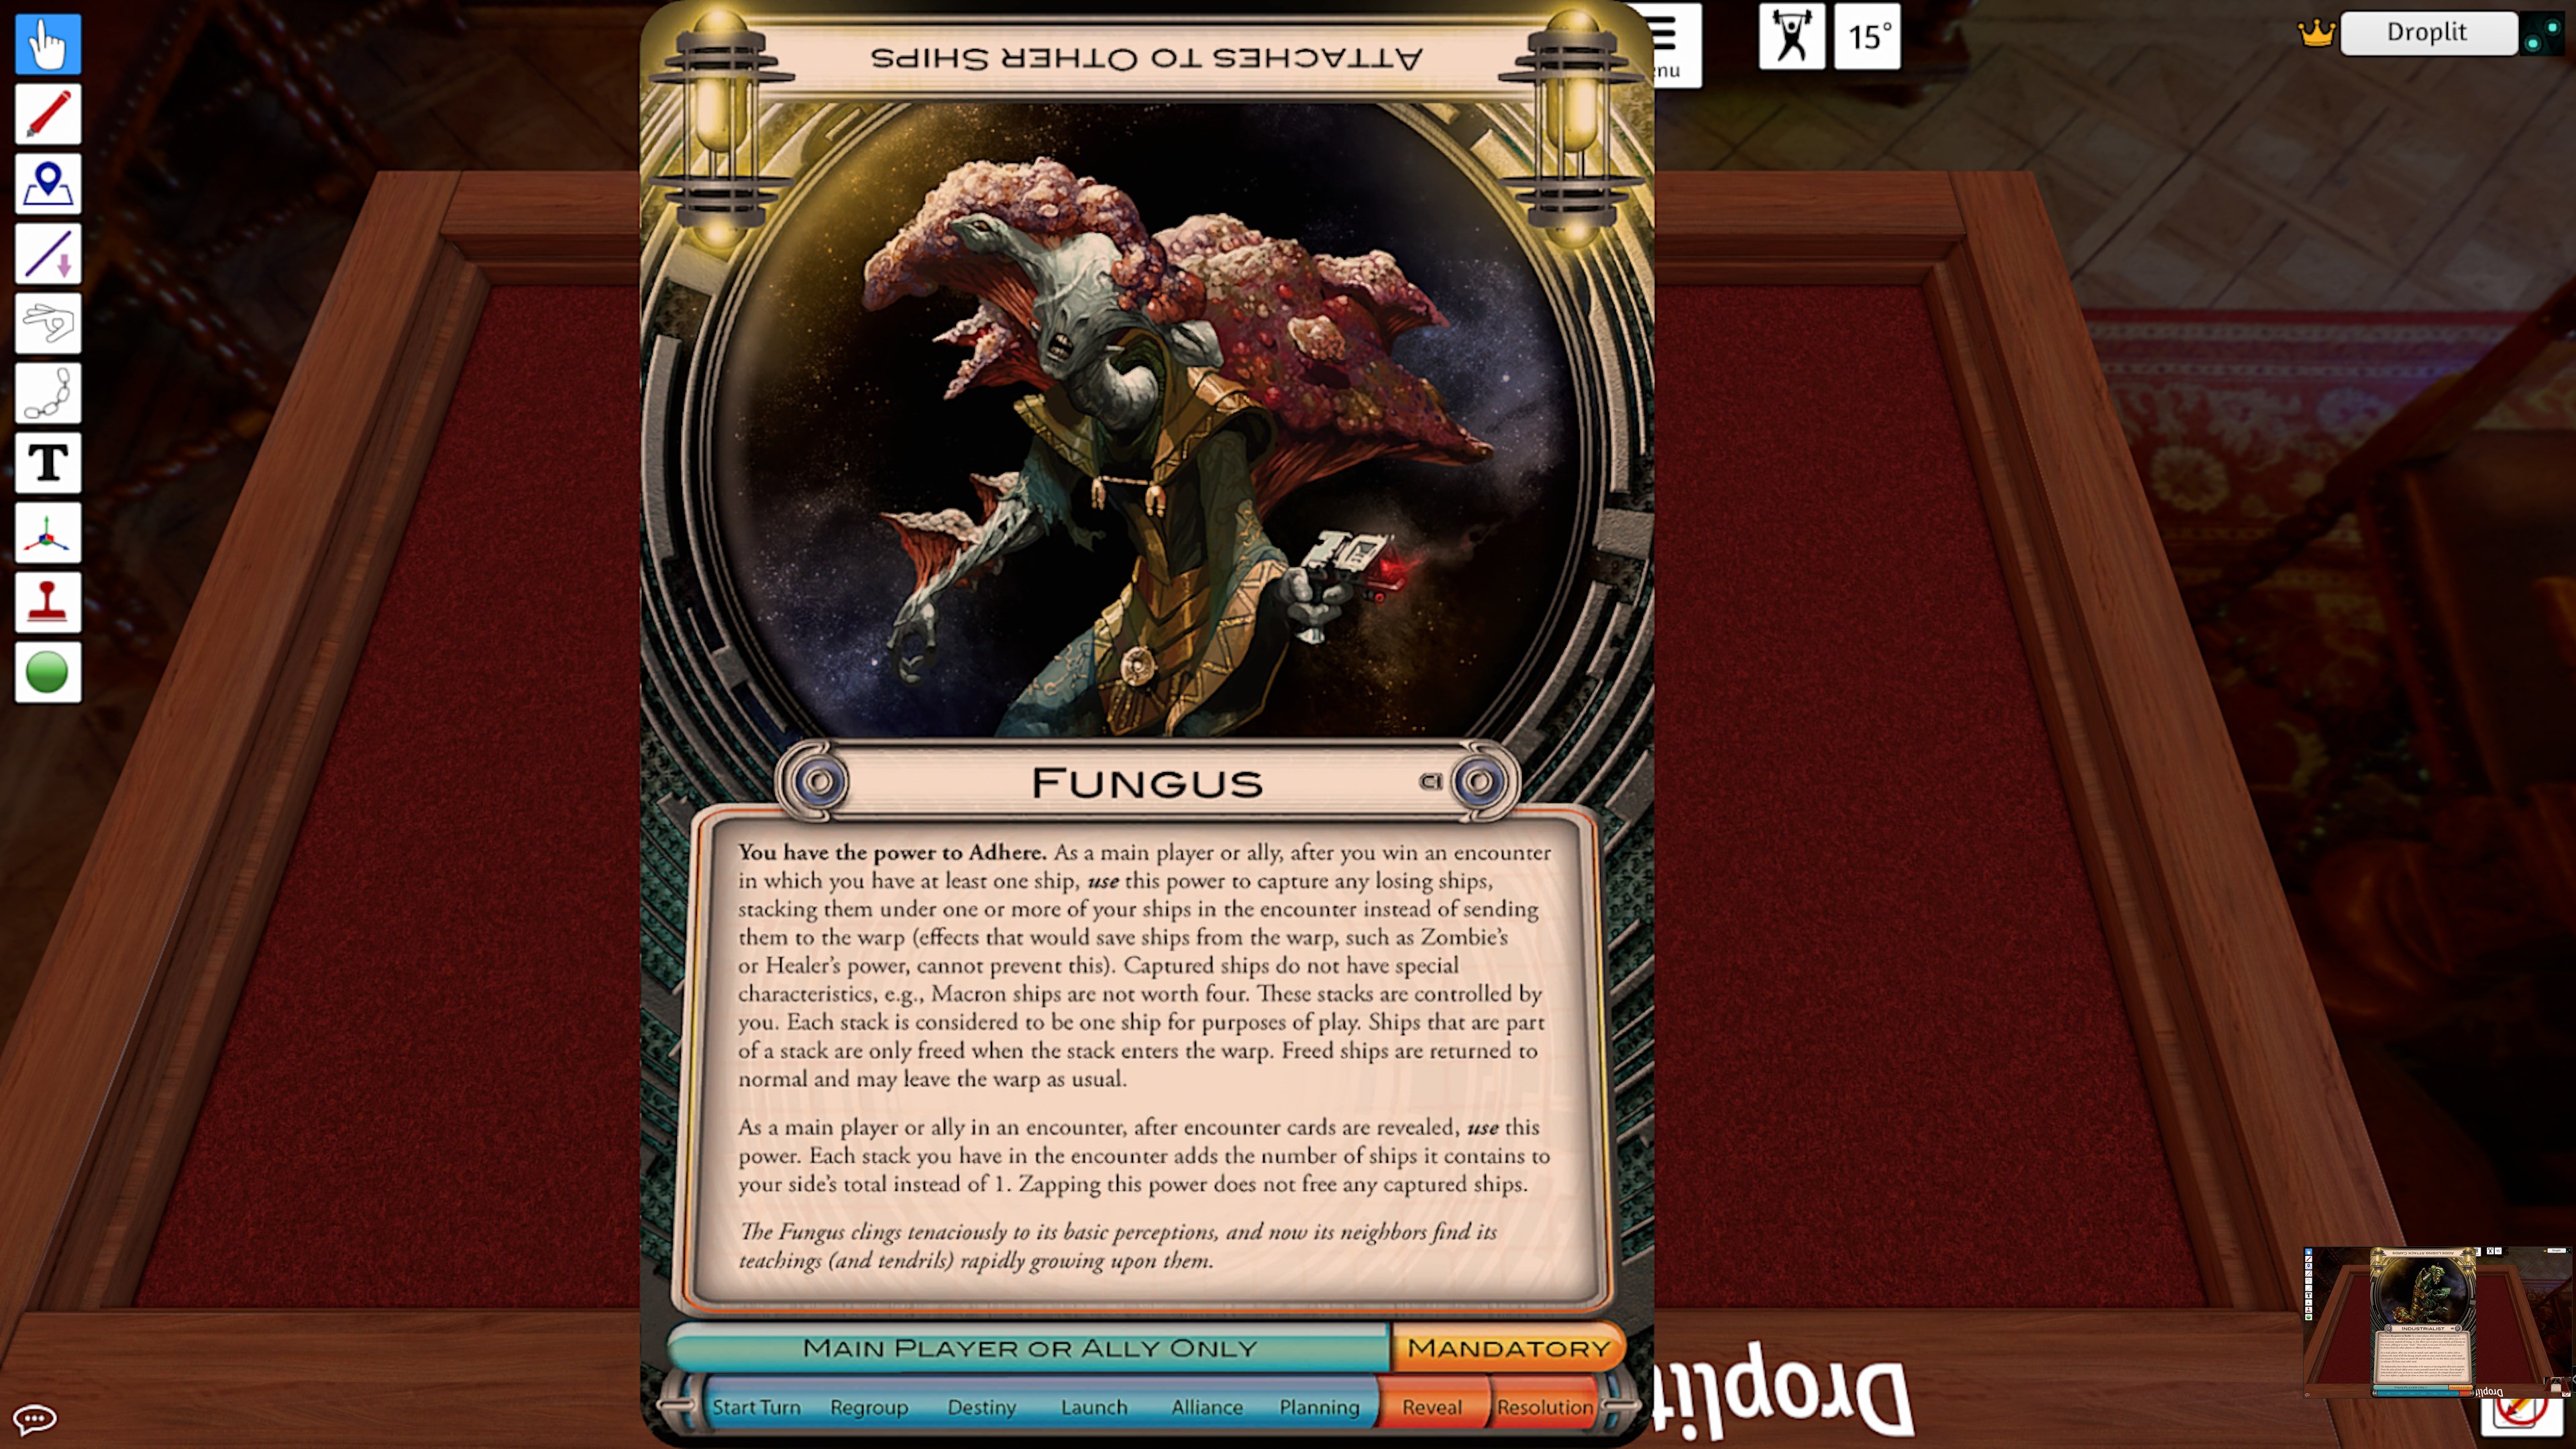 ATTACHES TO OTHER SHIPS
nu
15°
Droplit
T
FUNGUS
CI
You have the power to Adhere. As a main player or ally, after you win an encounter
in which you have at least one ship, use this power to capture any losing ships,
stacking them under one or more of your ships in the encounter instead of sending
them to the warp (effects that would save ships from the warp, such as Zombie's
or Healer's power, cannot prevent this). Captured ships do not have special
characteristics, e.g., Macron ships are not worth four. These stacks are controlled by
you. Each stack is considered to be one ship for purposes of play. Ships that are part
of a stack are only freed when the stack enters the warp. Freed ships are returned to
normal and may leave the warp as usual.
As a main player or ally in an encounter, after encounter cards are revealed, use this
power. Each stack you have in the encounter adds the number of ships it contains to
your side's total instead of 1. Zapping this power does not free any captured ships.
The Fungus clings tenaciously to its basic perceptions, and now its neighbors find its
teachings (and tendrils) rapidly growing upon them.
MAIN PLAYER OR ALLY ONLY
MANDATORY
Start Turn Regroup Destiny Launch Alliance Planning Reveal Resolution
Droplit
INDUSTRIALIST